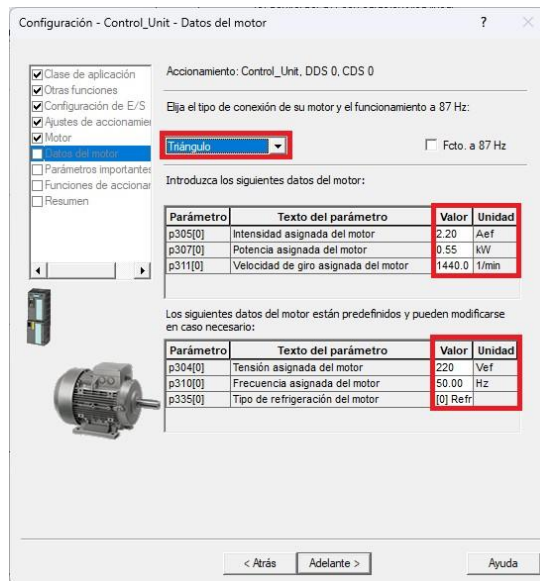 Configuración - Control_Unit - Datos del motor
?
Clase de aplicación
Otras funciones
Configuración de E/S
Ajustes de accionamie
Motor
Datos del motor
Parámetros importantes
Funciones de accionar
Resumen
Accionamiento: Control_Unit, DDS 0, CDS 0
Elija el tipo de conexión de su motor y el funcionamiento a 87 Hz:
Triángulo
Fcto. a 87 Hz
Introduzca los siguientes datos del motor:
Parámetro Texto del parámetro Valor Unidad
p305[0] Intensidad asignada del motor 2.20 Aef
p307[0] Potencia asignada del motor 0.55 kW
p311[0] Velocidad de giro asignada del motor 1440.0 1/min
Los siguientes datos del motor están predefinidos y pueden modificarse
en caso necesario:
Parámetro Texto del parámetro Valor Unidad
p304[0] Tensión asignada del motor 220 Vef
p310[0] Frecuencia asignada del motor 50.00 Hz
p335[0] Tipo de refrigeración del motor [0] Refr
< Atrás Adelante > Ayuda